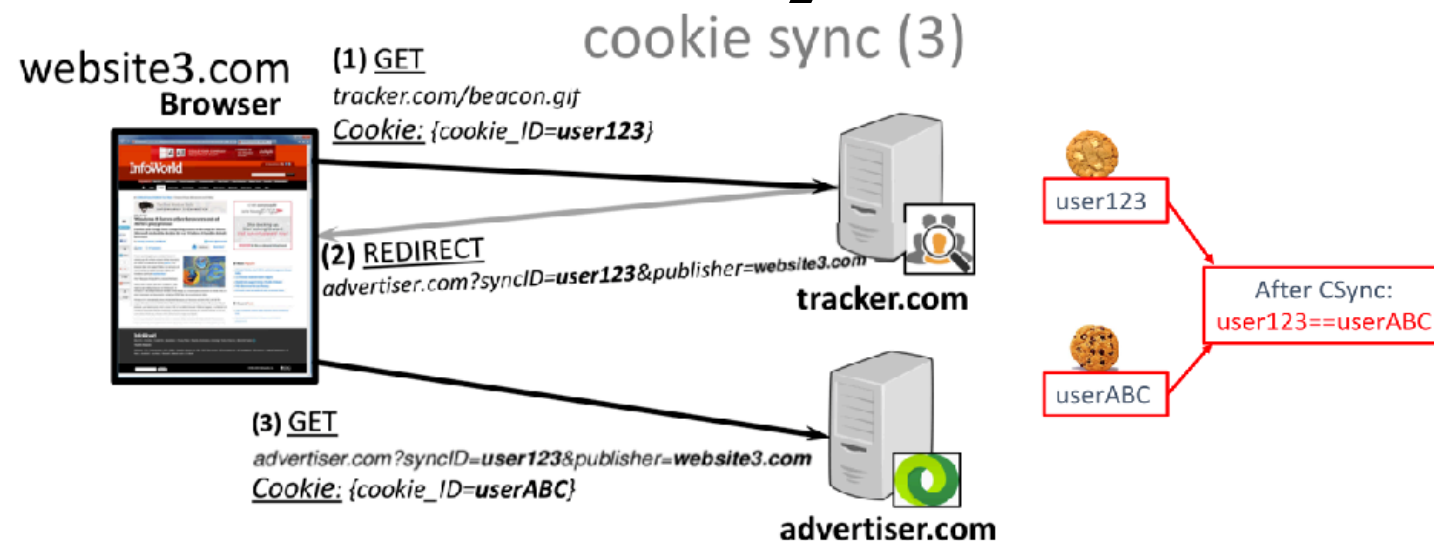 cookie sync (3)
website3.com
Browser
(1) GET
tracker.com/beacon.gif
Cookie: {cookie_ID=user123}
InfoWorld
(2) REDIRECT
advertiser.com?syncID=user123&publisher=website3.com
tracker.com
(3) GET
advertiser.com?syncID=user123&publisher=website3.com
Cookie: {cookie_ID=userABC}
advertiser.com
user123
userABC
After CSync:
user123==userABC